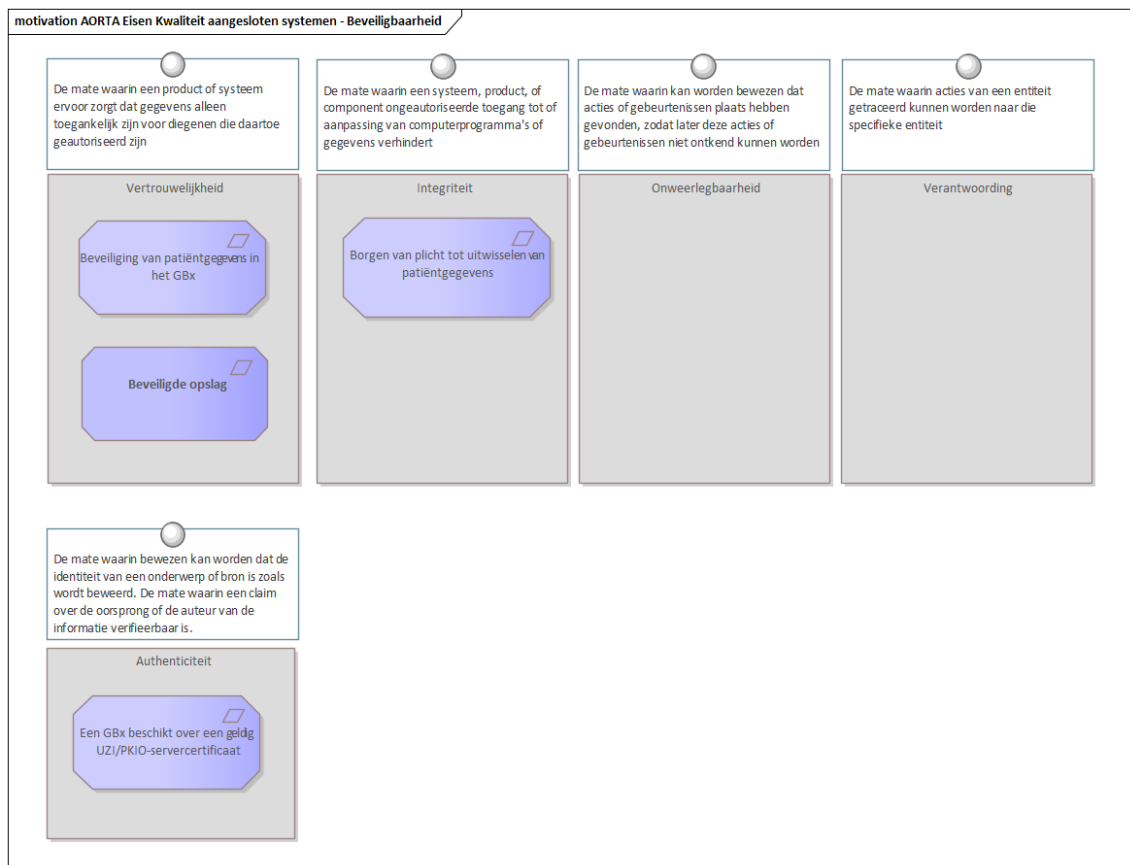 motivation AORTA Eisen Kwaliteit aangesloten systemen - Beveiligbaarheid
De mate waarin een product of systeem
ervoor zorgt dat gegevens alleen
toegankelijk zijn voor diegenen die daartoe
geautoriseerd zijn
De mate waarin een systeem, product, of
component ongeautoriseerde toegang tot of
aanpassing van computerprogramma's of
gegevens verhindert
De mate waarin kan worden bewezen dat
acties of gebeurtenissen plaats hebben
gevonden, zodat later deze acties of
gebeurtenissen niet ontkend kunnen worden
De mate waarin acties van een entiteit
getraceerd kunnen worden naar die
specifieke entiteit
Vertrouwelijkheid
Beveiliging van patiëntgegevens in
het GBx
Beveiligde opslag
Integriteit
Borgen van plicht tot uitwisselen van
patiëntgegevens
Onweerlegbaarheid
Verantwoording
De mate waarin bewezen kan worden dat de
identiteit van een onderwerp of bron is zoals
wordt beweerd. De mate waarin een claim
over de oorsprong of de auteur van de
informatie verifieerbaar is.
Authenticiteit
Een GBx beschikt over een geldig
UZI/PKIO-servercertificaat